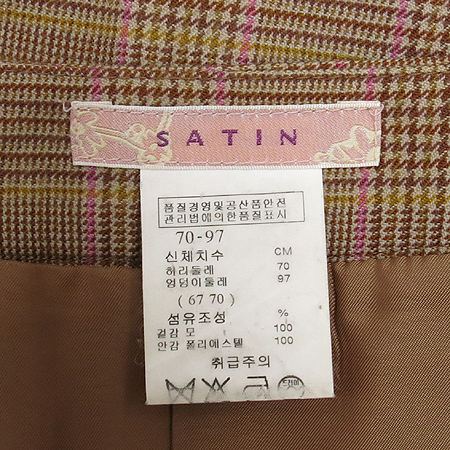 SATIN
품질경영및공산품안전
관리법에의한품질표시
70-97
신체치수 CM
허리둘레 70
엉덩이둘레 97
(67 70)
섬유조성 %
겉감 모 100
안감 폴리에스텔 100
취급주의
드라이